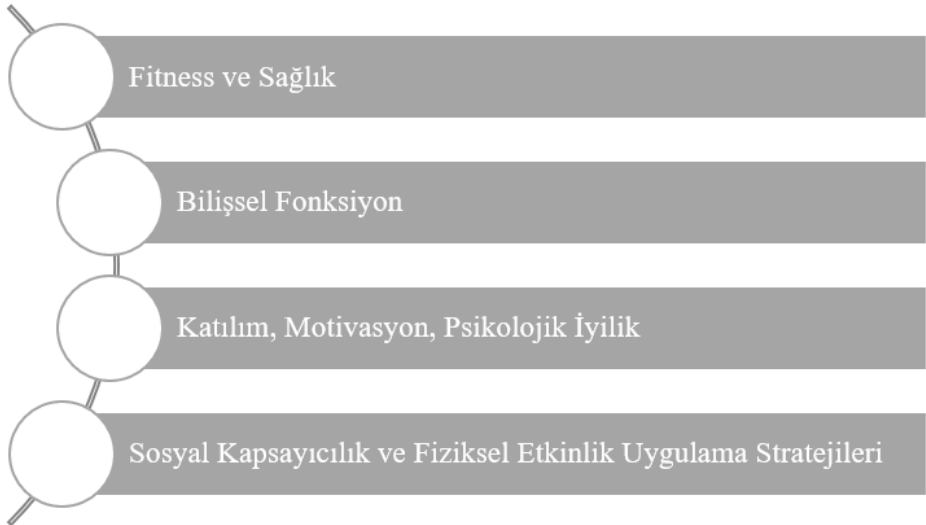 Fitness ve Sağlık
Bilişsel Fonksiyon
Katılım, Motivasyon, Psikolojik İyilik
Sosyal Kapsayıcılık ve Fiziksel Etkinlik Uygulama Stratejileri